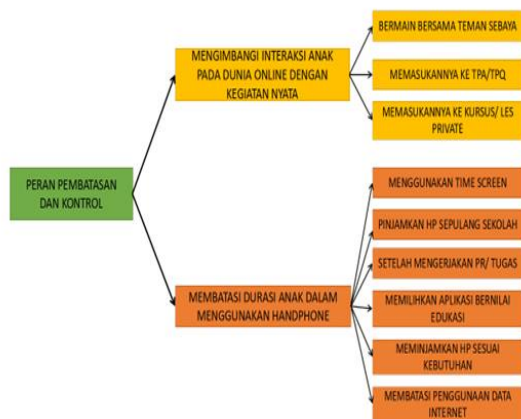 PERAN PEMBATASAN
DAN KONTROL
MENGIMBANGI INTERAKSI ANAK
PADA DUNIA ONLINE DENGAN
KEGIATAN NYATA
BERMAIN BERSAMA TEMAN SEBAYA
MEMASUKANNYA KE TPA/TPQ
MEMASUKANNYA KE KURSUS/ LES
PRIVATE
MEMBATASI DURASI ANAK DALAM
MENGGUNAKAN HANDPHONE
MENGGUNAKAN TIME SCREEN
PINJAMKAN HP SEPULANG SEKOLAH
SETELAH MENGERJAKAN PR/ TUGAS
MEMILIHKAN APLIKASI BERNILAI
EDUKASI
MEMINJAMKAN HP SESUAI
KEBUTUHAN
MEMBATASI PENGGUNAAN DATA
INTERNET